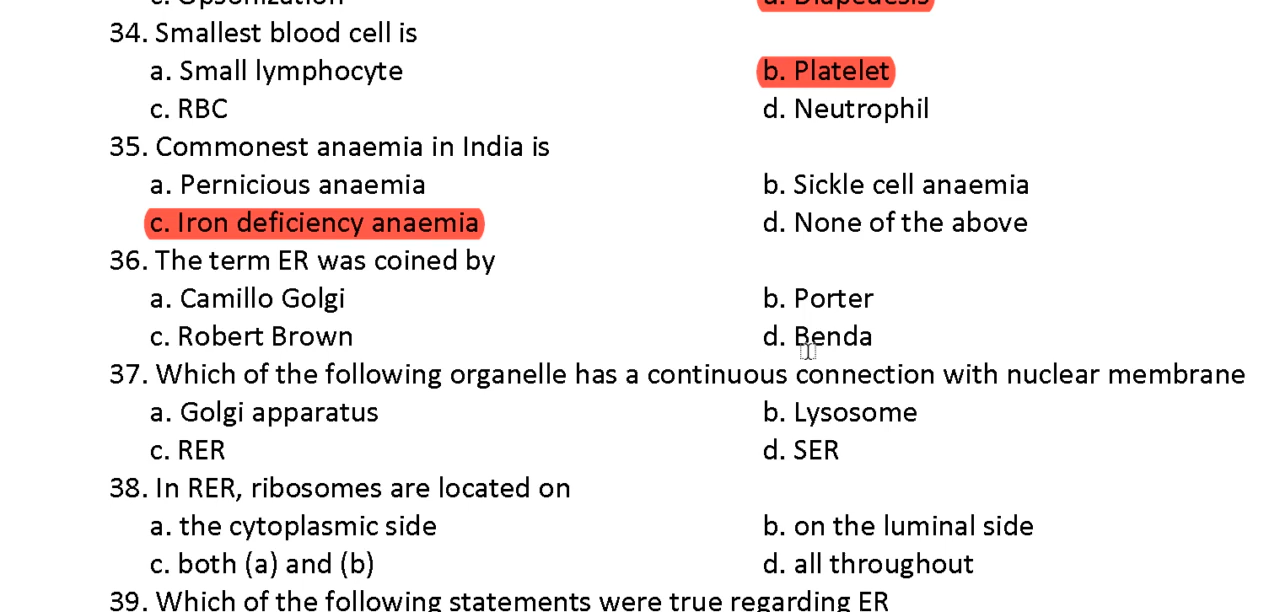 c. Opsonization d. Diapedesis
34. Smallest blood cell is
a. Small lymphocyte b. Platelet
c. RBC d. Neutrophil
35. Commonest anaemia in India is
a. Pernicious anaemia b. Sickle cell anaemia
c. Iron deficiency anaemia d. None of the above
36. The term ER was coined by
a. Camillo Golgi b. Porter
c. Robert Brown d. Benda
37. Which of the following organelle has a continuous connection with nuclear membrane
a. Golgi apparatus b. Lysosome
c. RER d. SER
38. In RER, ribosomes are located on
a. the cytoplasmic side b. on the luminal side
c. both (a) and (b) d. all throughout
39. Which of the following statements were true regarding ER